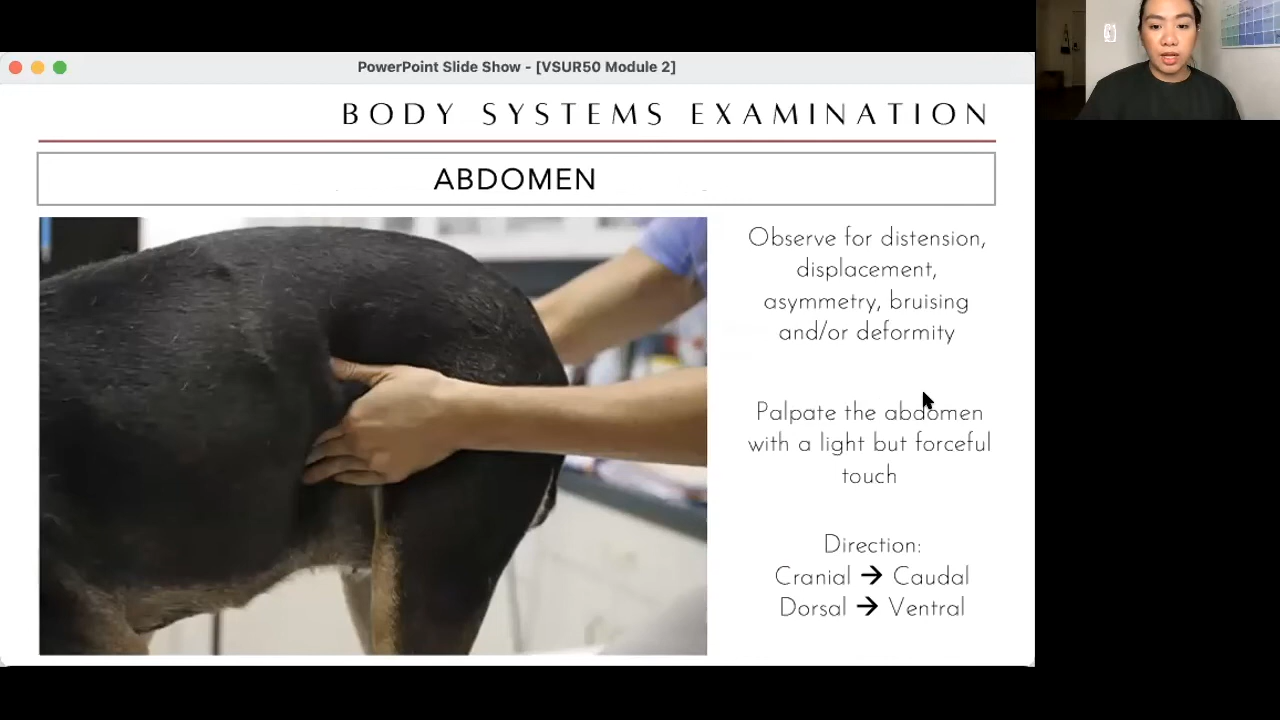 PowerPoint Slide Show - [VSUR50 Module 2]
BODY SYSTEMS EXAMINATION
ABDOMEN
Observe for distension,
displacement,
asymmetry, bruising
and/or deformity
Palpate the abdomen
with a light but forceful
touch
Direction:
Cranial → Caudal
Dorsal → Ventral